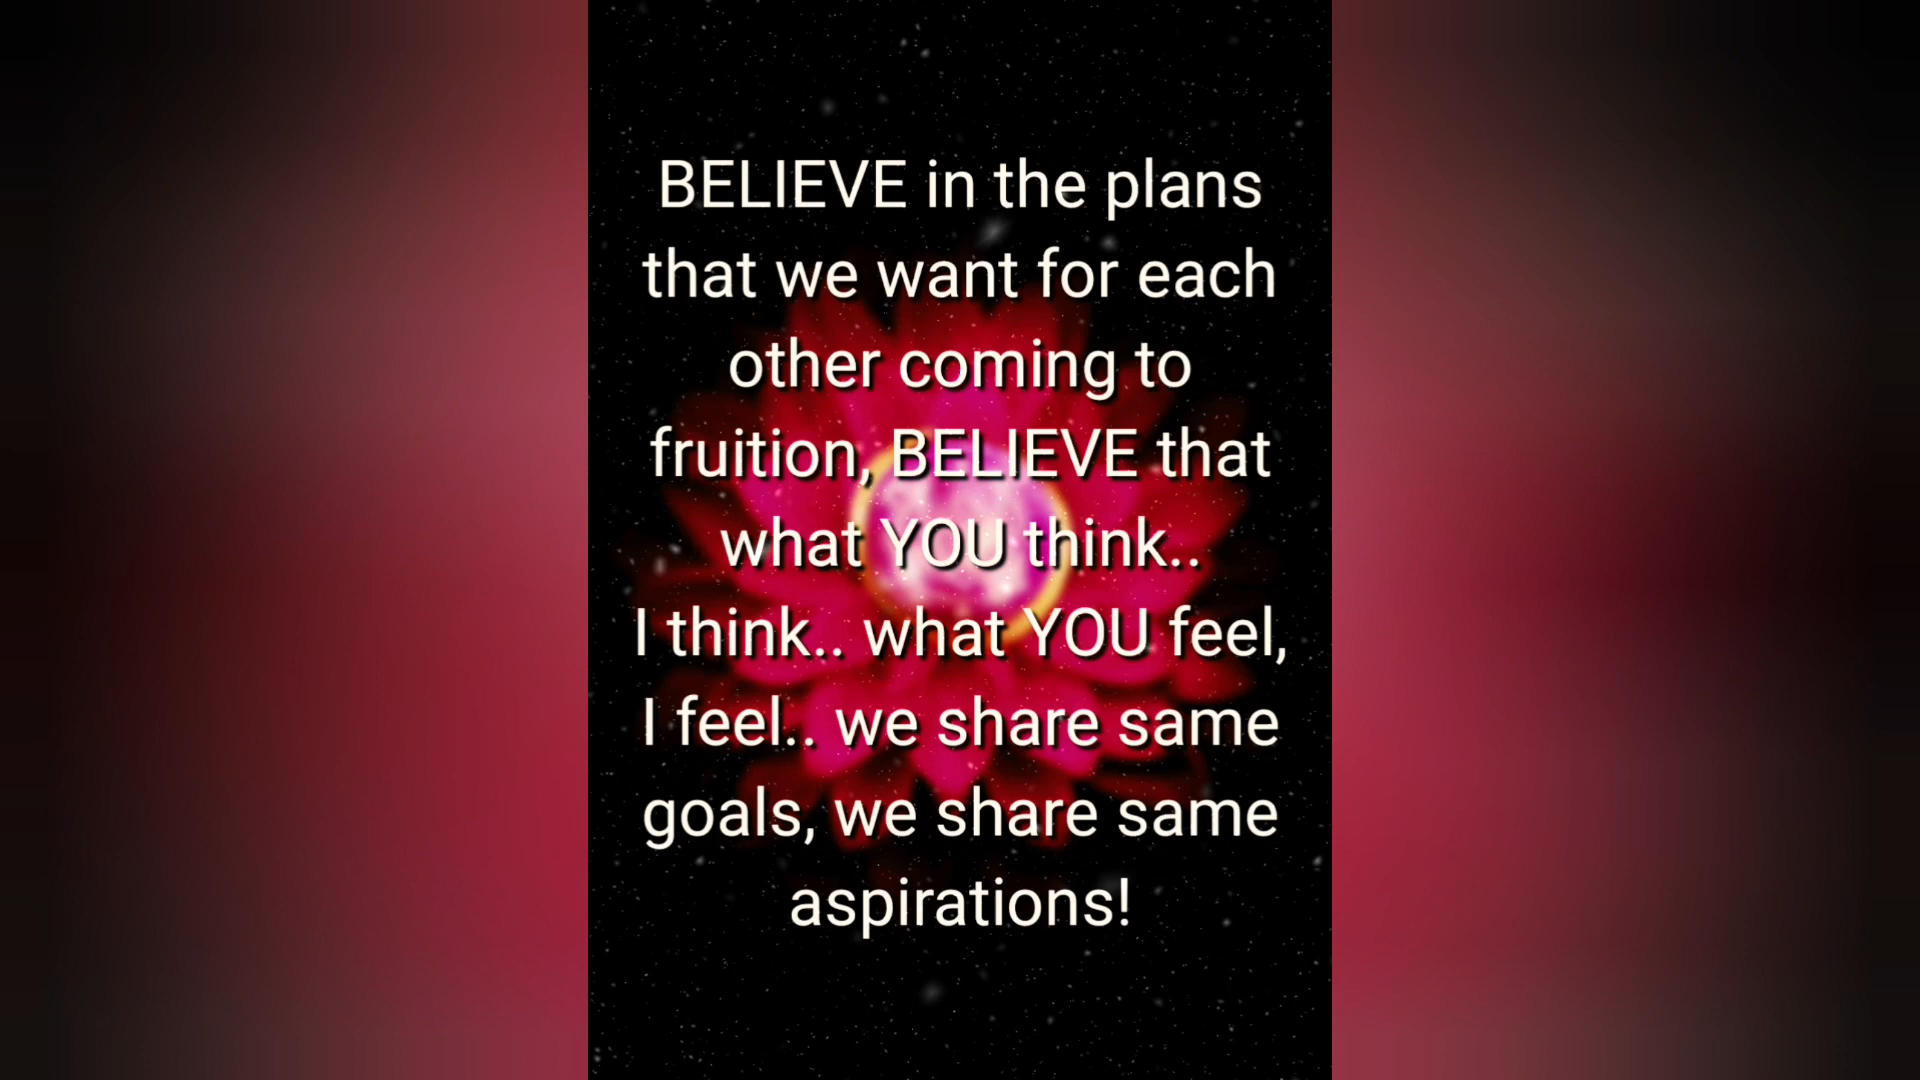 BELIEVE in the plans
that we want for each
other coming to
fruition, BELIEVE that
what YOU think..
I think.. what YOU feel,
I feel.. we share same
goals, we share same
aspirations!